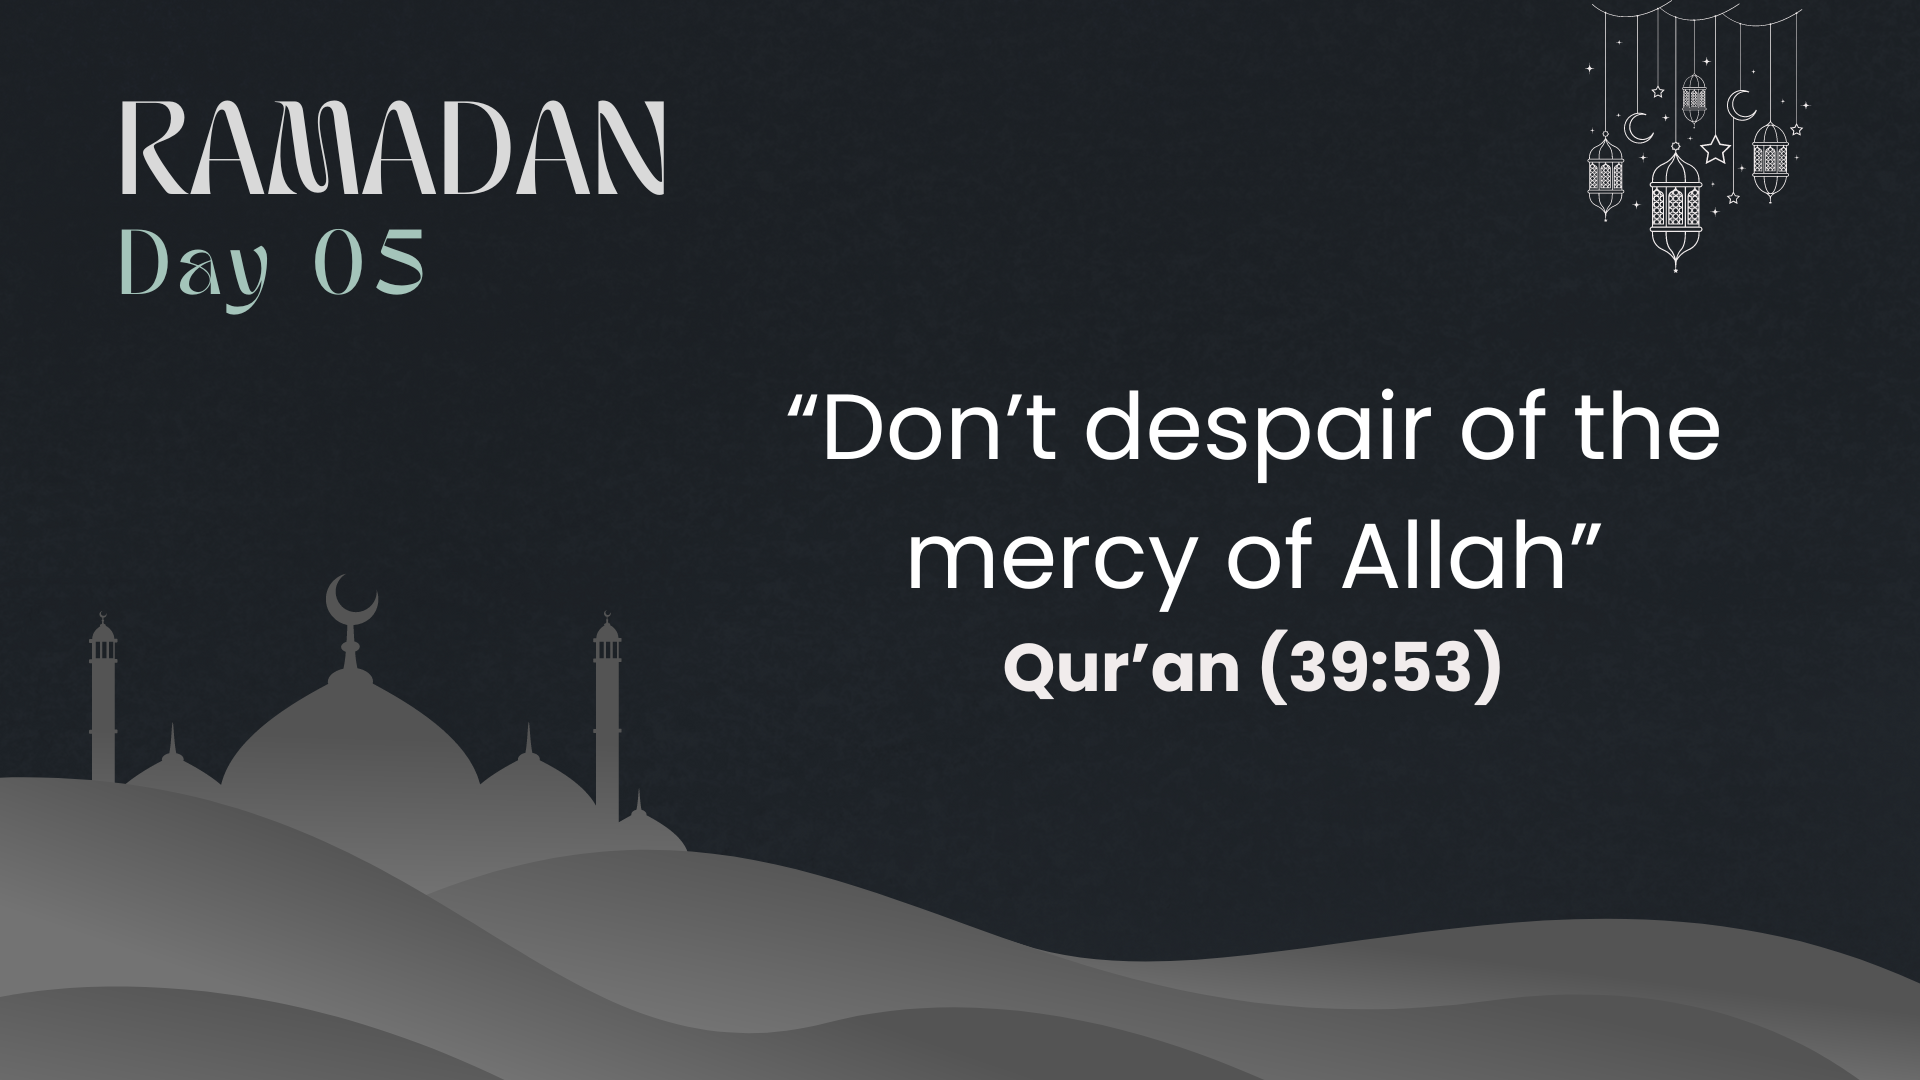 RAMADAN
Day 05
“Don’t despair of the
mercy of Allah”
Qur’an (39:53)